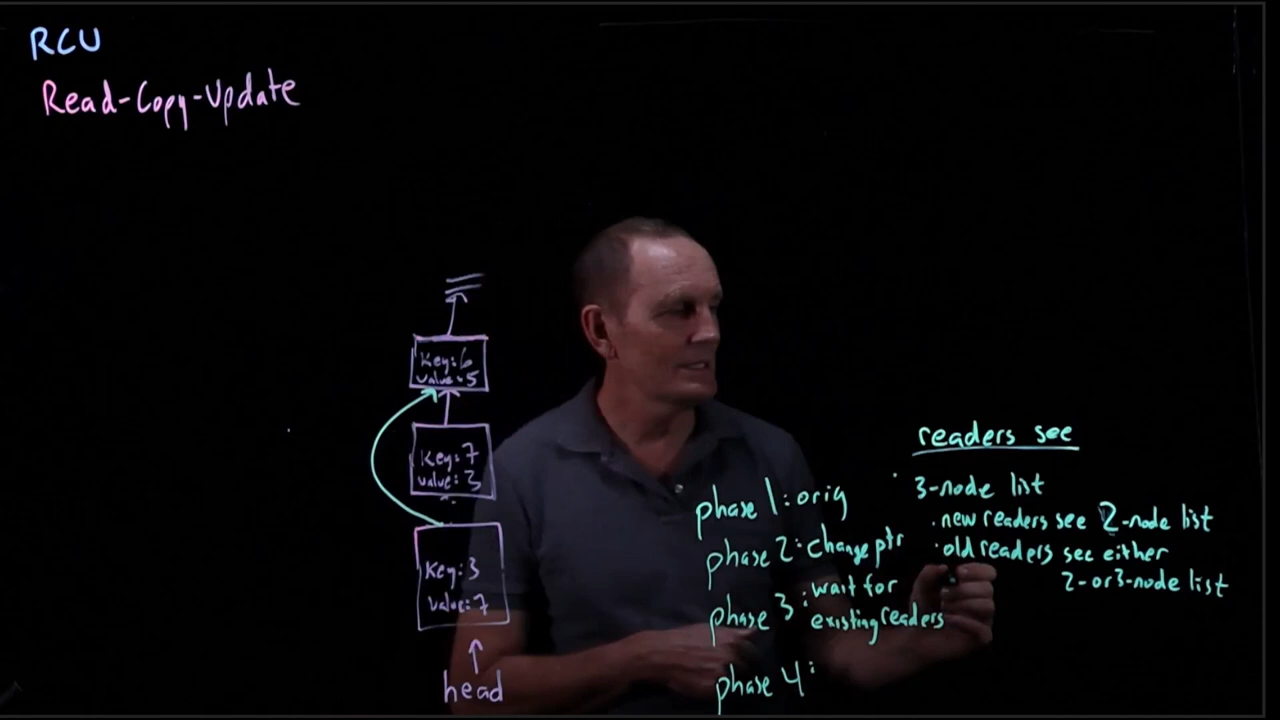 RCU
Read-Copy-Update
Key:6
value:5
Key:7
value:3
Key:3
value:7
head
readers see
phase 1: orig
3-node list
phase 2: change ptr
· new readers see 2-node list
· old readers see either
2-or 3-node list
phase 3: wait for
existing readers
phase 4: